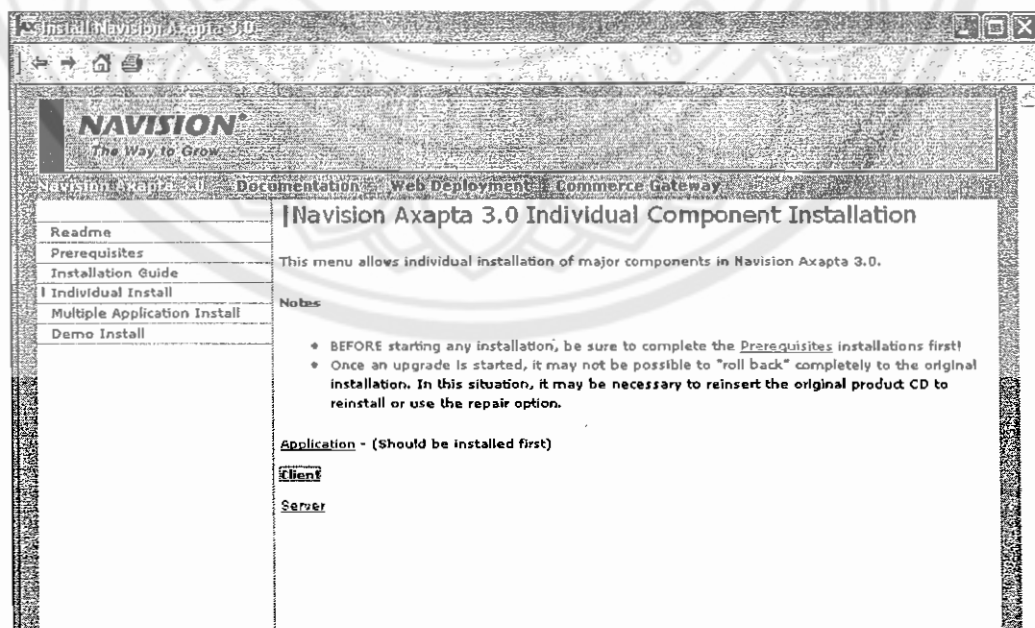 Install Navision Axapta 3.0
NAVISION®
The Way to Grow
Navision Axapta 3.0 Documentation Web Deployment Commerce Gateway
Readme
Prerequisites
Installation Guide
Individual Install
Multiple Application Install
Demo Install
Navision Axapta 3.0 Individual Component Installation
This menu allows individual installation of major components in Navision Axapta 3.0.
Notes
• BEFORE starting any installation, be sure to complete the Prerequisites installations first!
• Once an upgrade is started, it may not be possible to "roll back" completely to the original
installation. In this situation, it may be necessary to reinsert the original product CD to
reinstall or use the repair option.
Application - (Should be installed first)
Client
Server